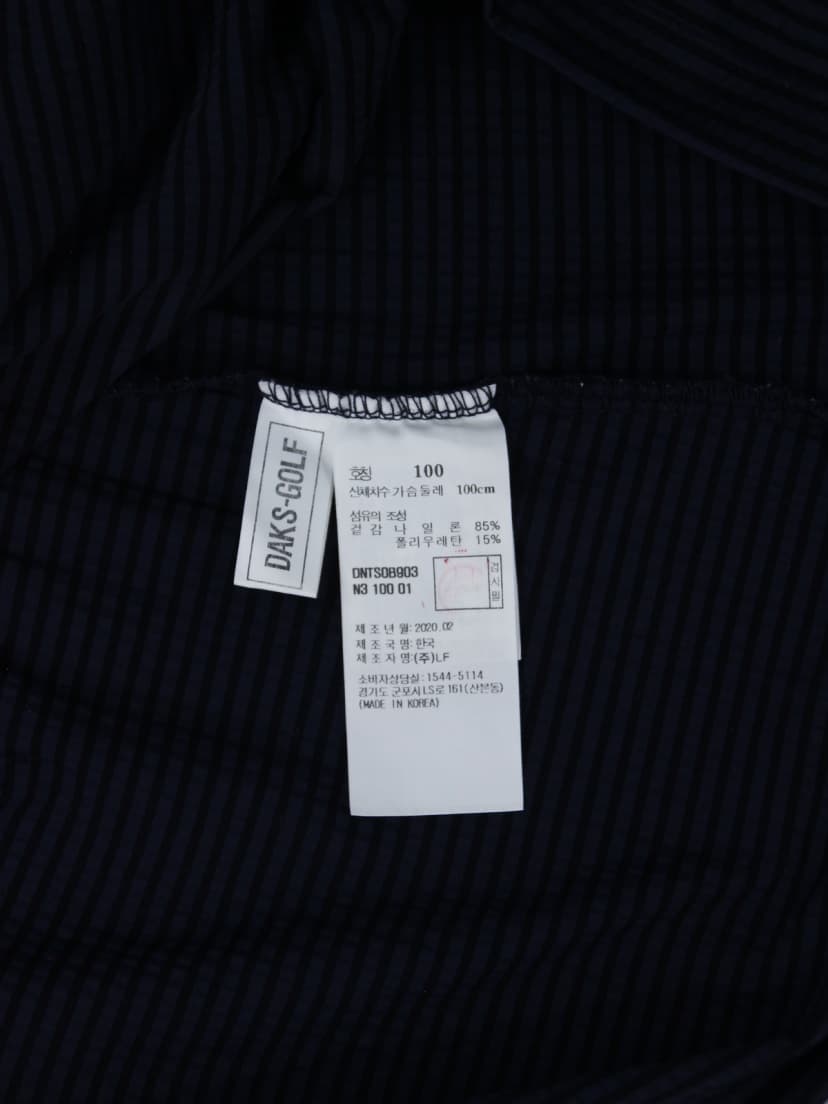 DAKS-GOLF
호칭 100
신체치수 가슴둘레 100cm
섬유의 조성
겉감 나일론 85%
폴리우레탄 15%
DNTS0B903
N3 100 01
검사필
제조년월: 2020.02
제조국명: 한국
제조자명: (주)LF
소비자상담실: 1544-5114
경기도 군포시 LS로 161(산본동)
(MADE IN KOREA)